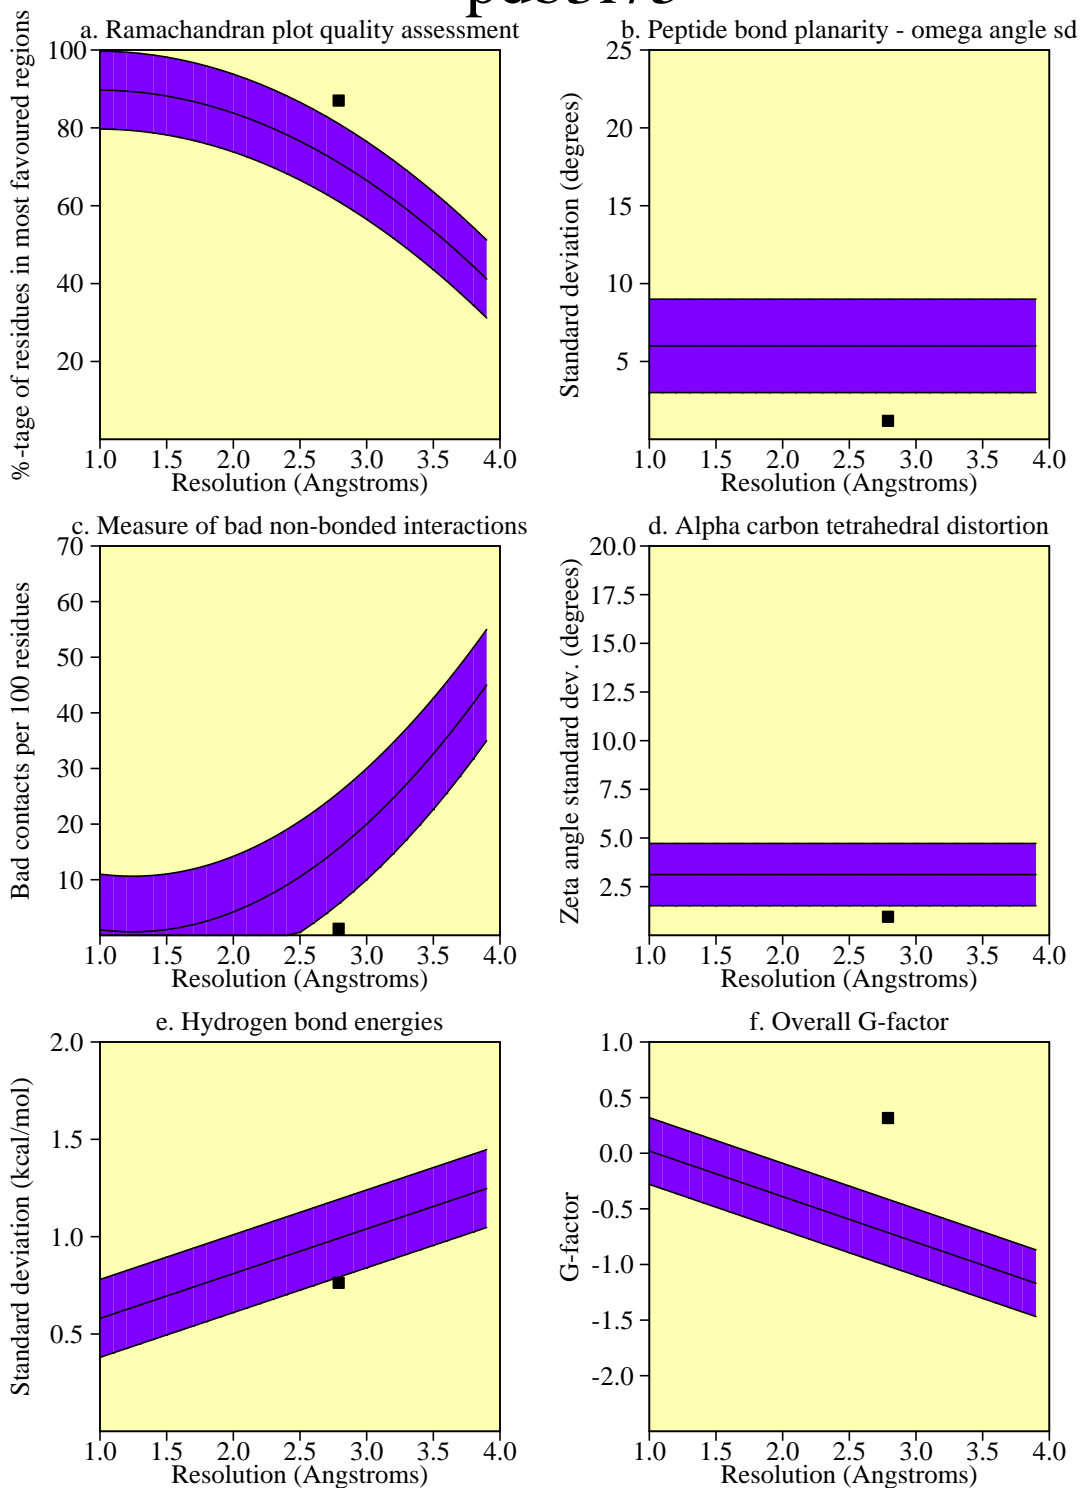 a. Ramachandran plot quality assessment
%-tage of residues in most favoured regions
100
80
60
40
20
1.0 1.5 2.0 2.5 3.0 3.5 4.0
Resolution (Angstroms)
b. Peptide bond planarity - omega angle sd
Standard deviation (degrees)
25
20
15
10
5
1.0 1.5 2.0 2.5 3.0 3.5 4.0
Resolution (Angstroms)
c. Measure of bad non-bonded interactions
Bad contacts per 100 residues
70
60
50
40
30
20
10
1.0 1.5 2.0 2.5 3.0 3.5 4.0
Resolution (Angstroms)
d. Alpha carbon tetrahedral distortion
Zeta angle standard dev. (degrees)
20.0
17.5
15.0
12.5
10.0
7.5
5.0
2.5
1.0 1.5 2.0 2.5 3.0 3.5 4.0
Resolution (Angstroms)
e. Hydrogen bond energies
Standard deviation (kcal/mol)
2.0
1.5
1.0
0.5
1.0 1.5 2.0 2.5 3.0 3.5 4.0
Resolution (Angstroms)
f. Overall G-factor
G-factor
1.0
0.5
0.0
-0.5
-1.0
-1.5
-2.0
1.0 1.5 2.0 2.5 3.0 3.5 4.0
Resolution (Angstroms)